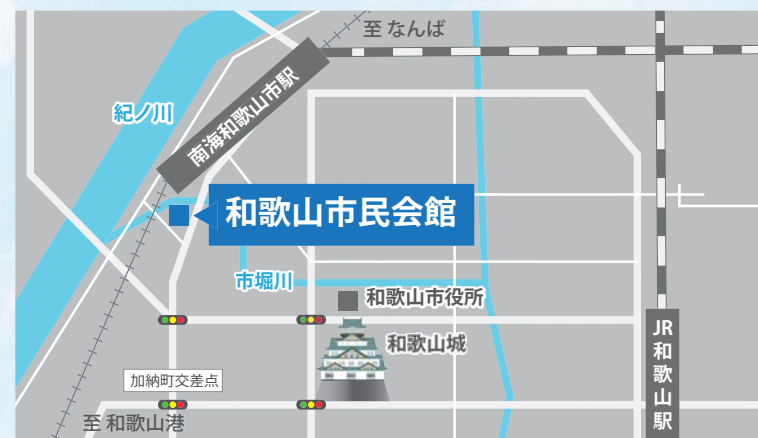 至 なんば
紀ノ川
南海和歌山市駅
和歌山市民会館
市堀川
和歌山市役所
和歌山城
JR和歌山駅
加納町交差点
至 和歌山港